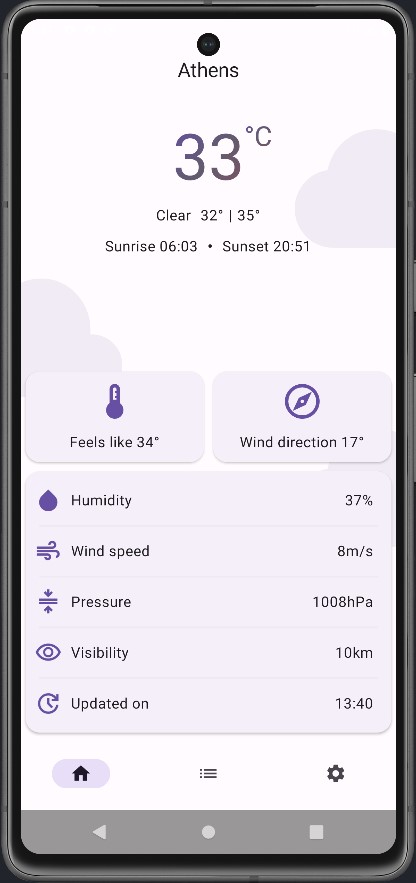 Athens
33°C
Clear 32° | 35°
Sunrise 06:03 • Sunset 20:51
Feels like 34°
Wind direction 17°
Humidity 37%
Wind speed 8m/s
Pressure 1008hPa
Visibility 10km
Updated on 13:40